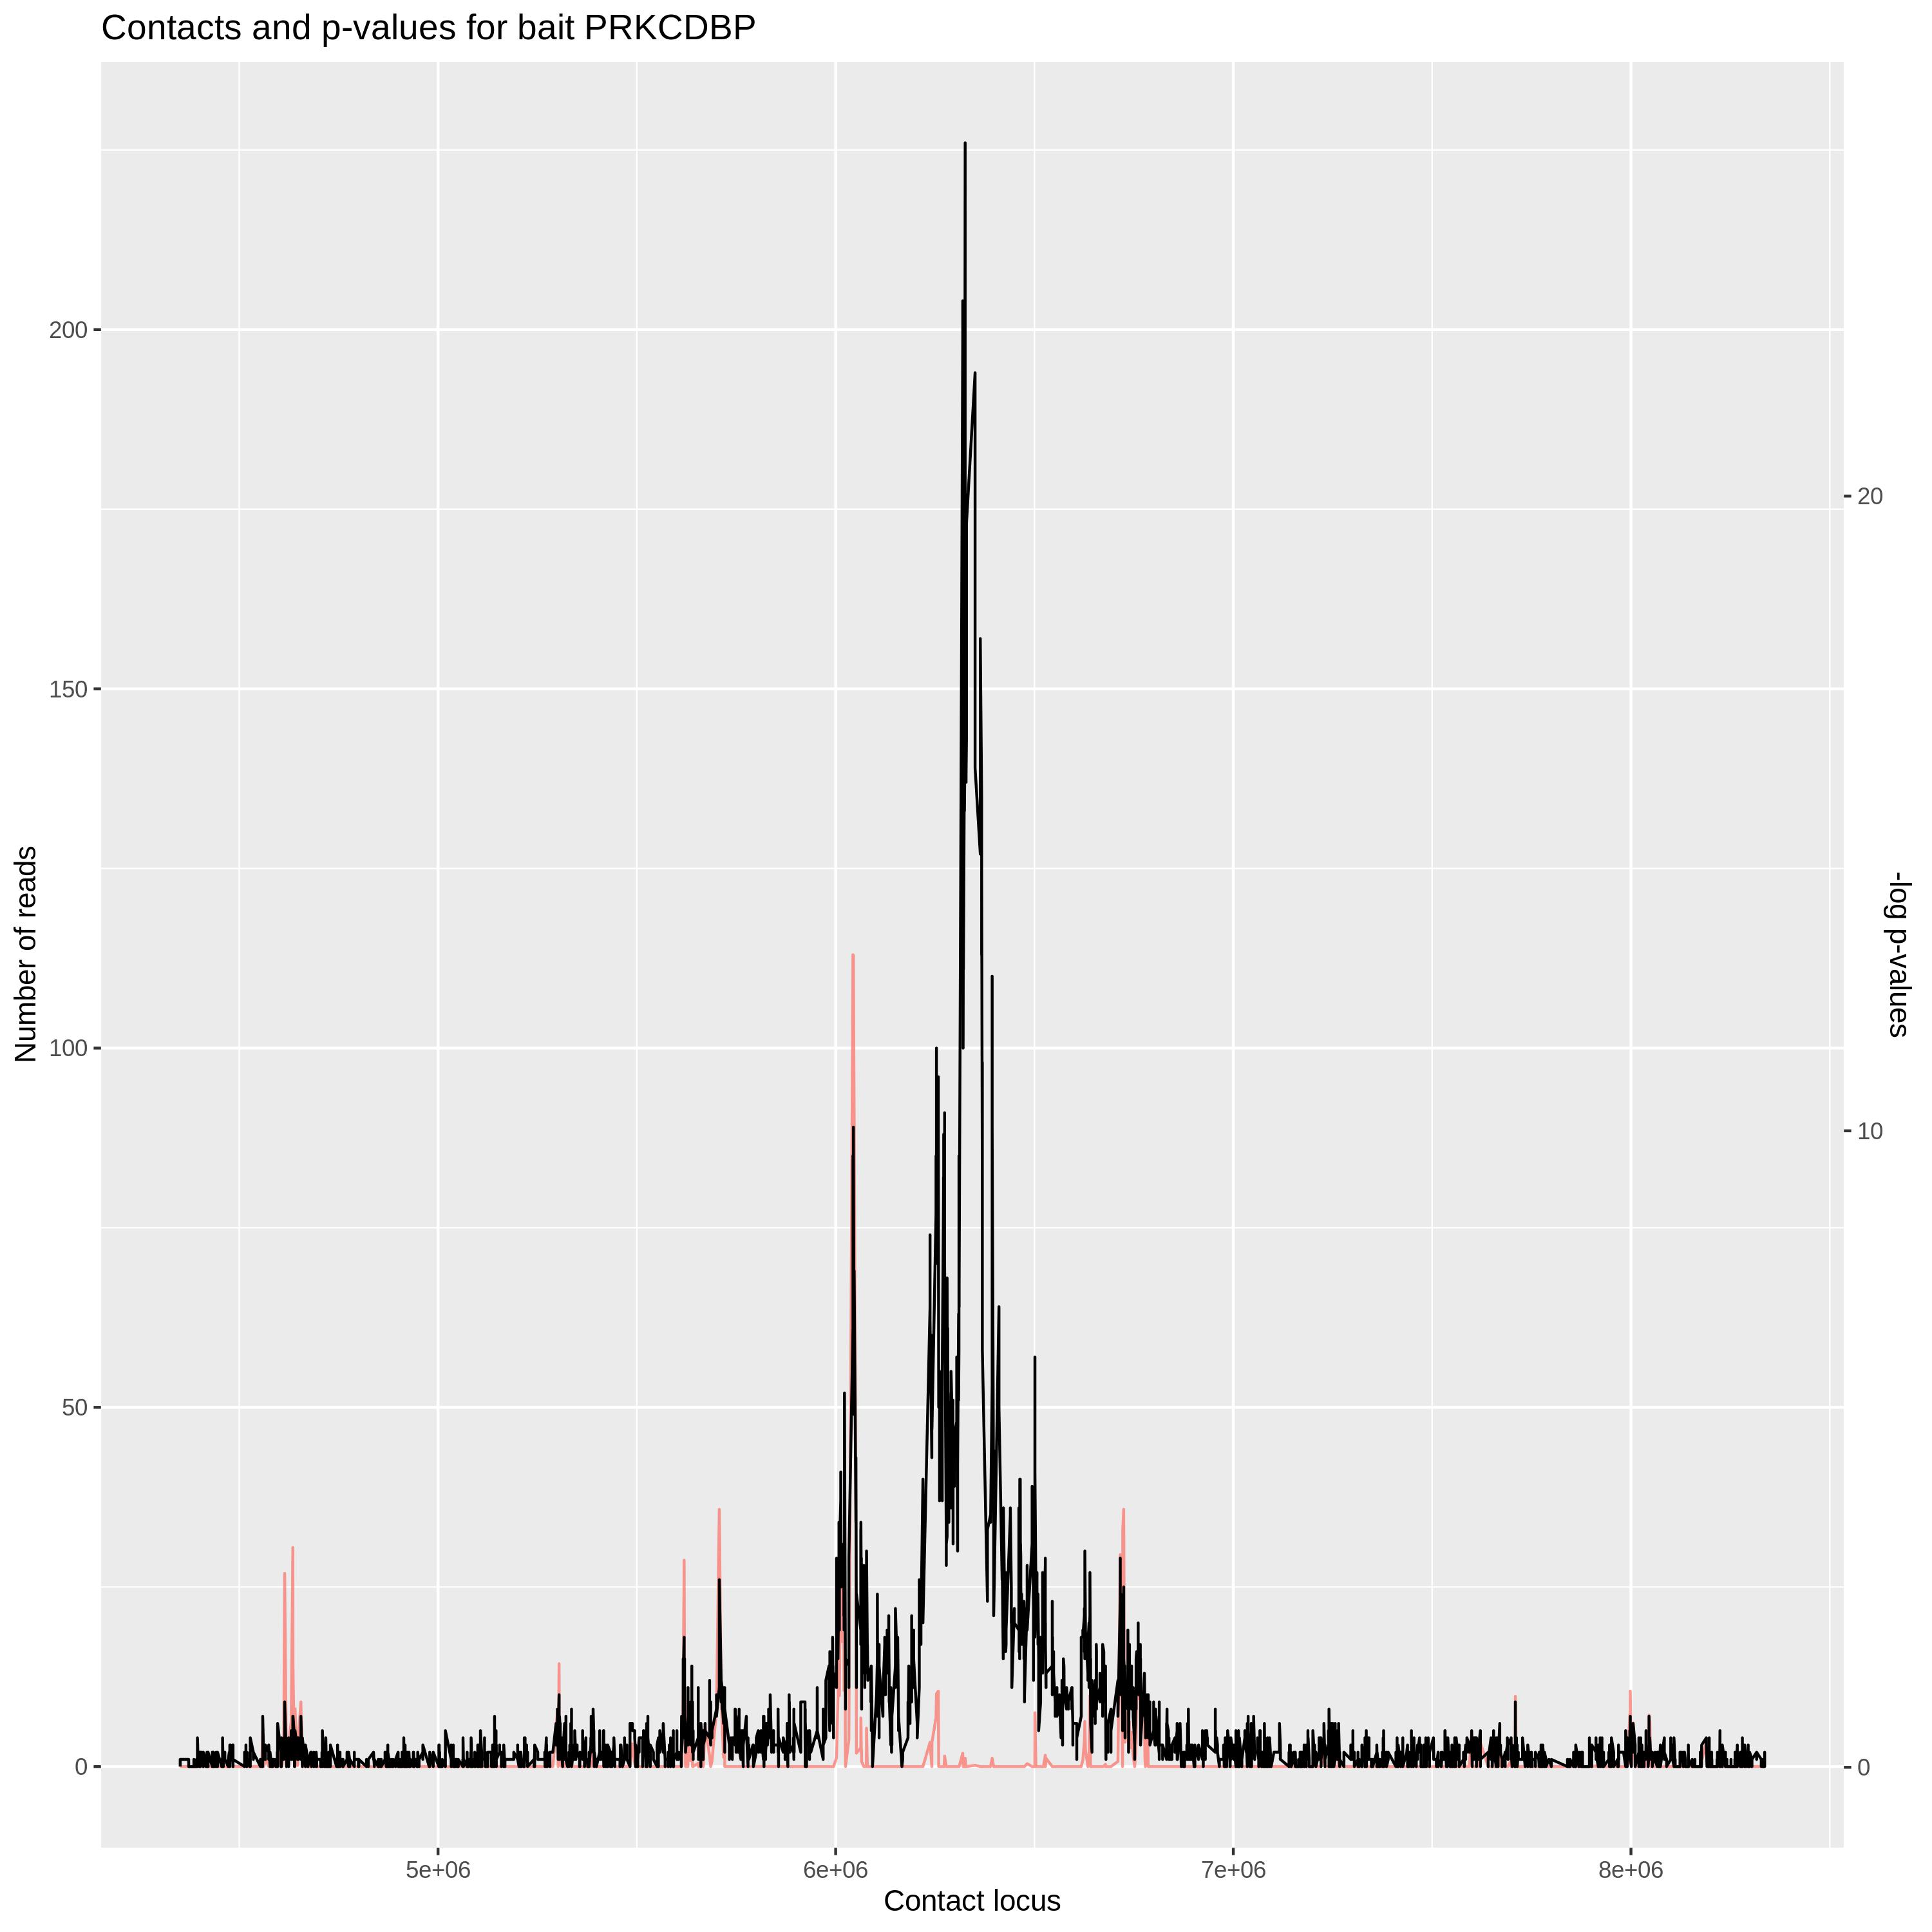 Contacts and p-values for bait PRKCDBP
Number of reads
200
150
100
50
0
20
10
0
-log p-values
5e+06
6e+06
7e+06
8e+06
Contact locus